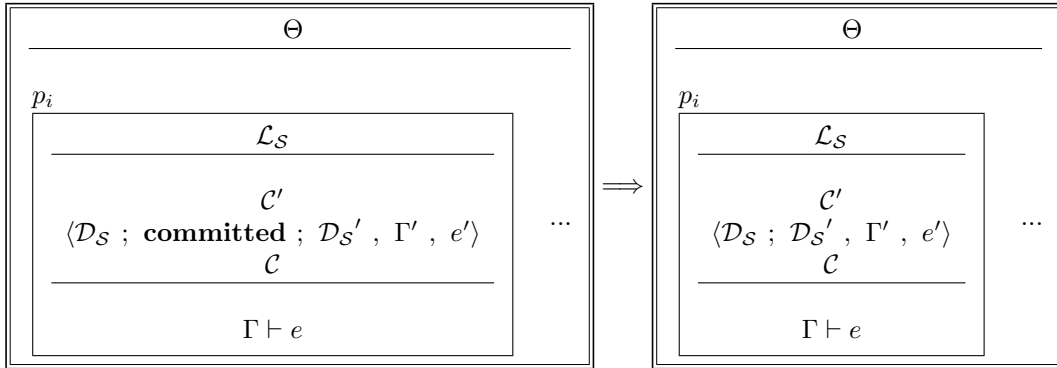 Θ Θ
p_i p_i
𝓛_𝓢 𝓛_𝓢
𝒞′ ⟹ 𝒞′
⟨𝒟_𝓢 ; committed ; 𝒟_𝓢′ , Γ′ , e′⟩ ... ⟨𝒟_𝓢 ; 𝒟_𝓢′ , Γ′ , e′⟩ ...
𝒞 𝒞
Γ ⊢ e Γ ⊢ e